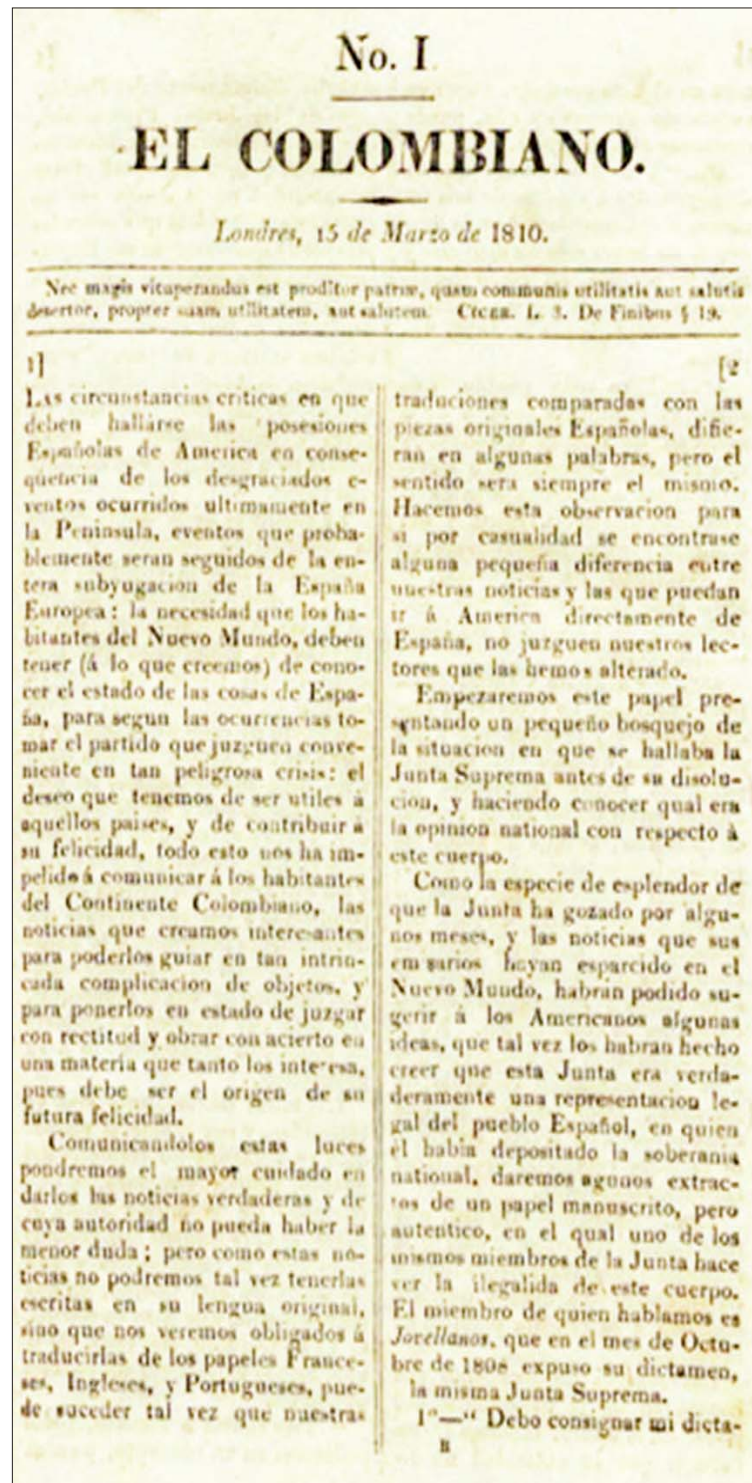 No. I
EL COLOMBIANO.
Londres, 15 de Marzo de 1810.
Nec magis vituperandus est proditor patriæ, quam communis utilitatis aut salutis
desertor, propter suam utilitatem, aut salutem. CICER. L. 3. De Finibus § 19.
1]
LAS circunstancias criticas en que
deben hallarse las posesiones
Españolas de America en conse-
quencia de los desgraciados e-
ventos ocurridos ultimamente en
la Peninsula, eventos que proba-
blemente seran seguidos de la en-
tera subyugacion de la España
Europea: la necesidad que los ha-
bitantes del Nuevo Mundo, deben
tener (á lo que creemos) de cono-
cer el estado de las cosas de Espa-
ña, para segun las ocurrencias to-
mar el partido que juzguen conve-
niente en tan peligrosa crisis: el
deseo que tenemos de ser utiles a
aquellos paises, y de contribuir a
su felicidad, todo esto nos ha im-
pelido á comunicar á los habitantes
del Continente Colombiano, las
noticias que creamos interesantes
para poderlos guiar en tan intrin-
cada complicacion de objetos, y
para ponerlos en estado de juzgar
con rectitud y obrar con acierto en
una materia que tanto los interesa,
pues debe ser el origen de su
futura felicidad.
Comunicandolos estas luces
pondremos el mayor cuidado en
darlos las noticias verdaderas y de
cuya autoridad no pueda haber la
menor duda; pero como estas no-
ticias no podremos tal vez tenerlas
escritas en su lengua original,
sino que nos veremos obligados á
traducirlas de los papeles France-
ses, Ingleses, y Portugueses, pue-
de suceder tal vez que nuestras
[2
traduciones comparadas con las
piezas originales Españolas, difie-
ran en algunas palabras, pero el
sentido sera siempre el mismo.
Hacemos esta observacion para
si por casualidad se encontrase
alguna pequeña diferencia entre
nuestras noticias y las que puedan
ir á America directamente de
España, no jurguen nuestros lec-
tores que las hemos alterado.
Empezaremos este papel pre-
sentando un pequeño bosquejo de
la situacion en que se hallaba la
Junta Suprema antes de su disolu-
cion, y haciendo conocer qual era
la opinion national con respecto á
este cuerpo.
Como la especie de esplendor de
que la Junta ha gozado por algu-
nos meses, y las noticias que sus
emisarios hayan esparcido en el
Nuevo Mundo, habran podido su-
gerir á los Americanos algunas
ideas, que tal vez los habran hecho
creer que esta Junta era verda-
deramente una representacion le-
gal del pueblo Español, en quien
el habia depositado la soberania
national, daremos agunos extrac-
tos de un papel manuscrito, pero
autentico, en el qual uno de los
mismos miembros de la Junta hace
ver la ilegalida de este cuerpo.
El miembro de quien hablamos es
Jovellanos, que en el mes de Octu-
bre de 1808 expuso su dictamen,
la misma Junta Suprema.
1°—“ Debo consignar mi dicta-
B